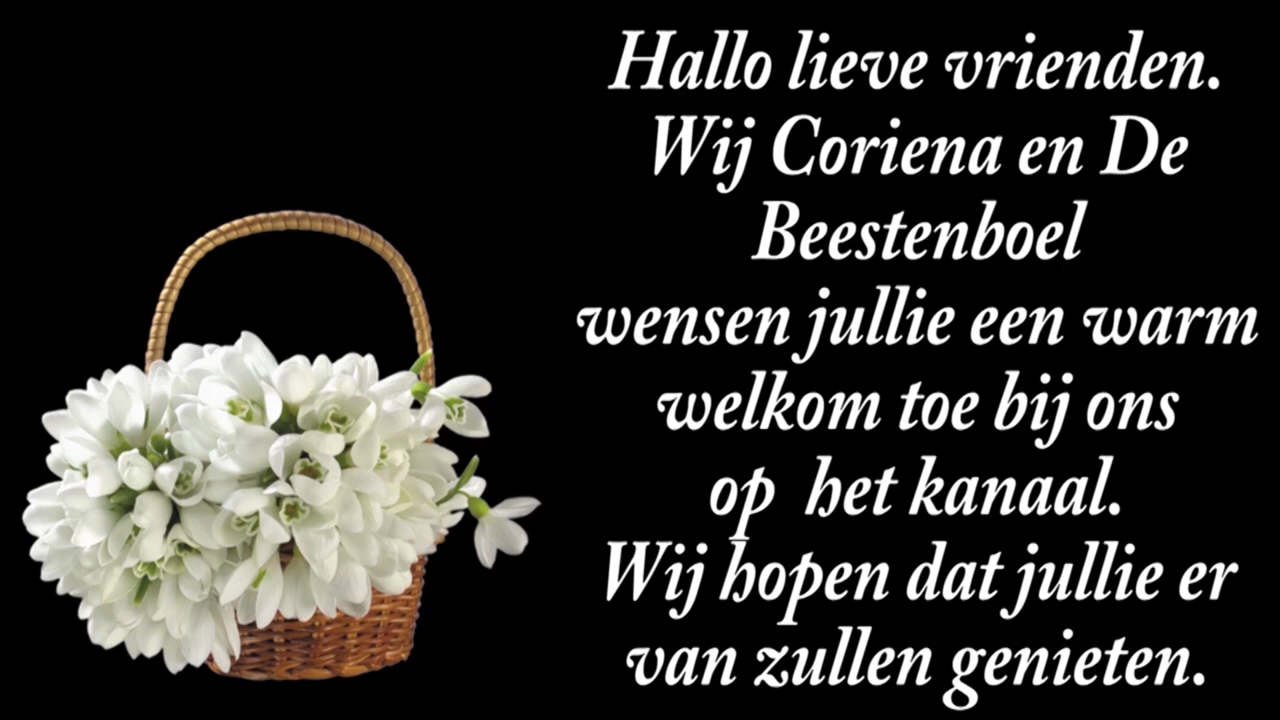 Hallo lieve vrienden.
Wij Coriena en De
Beestenboel
wensen jullie een warm
welkom toe bij ons
op het kanaal.
Wij hopen dat jullie er
van zullen genieten.